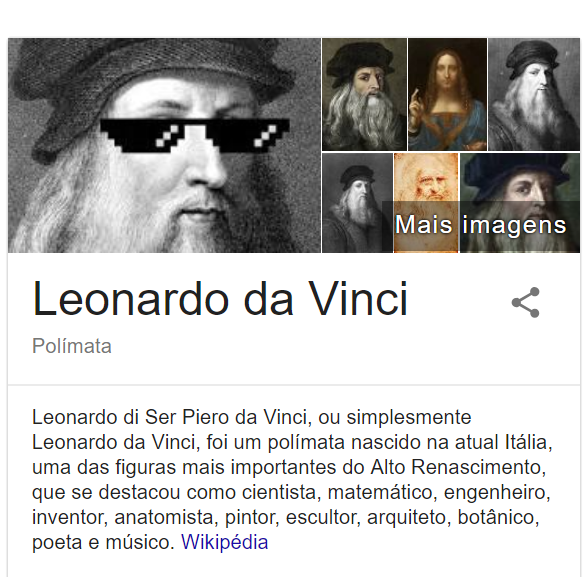 Mais imagens
Leonardo da Vinci
Polímata
Leonardo di Ser Piero da Vinci, ou simplesmente
Leonardo da Vinci, foi um polímata nascido na atual Itália,
uma das figuras mais importantes do Alto Renascimento,
que se destacou como cientista, matemático, engenheiro,
inventor, anatomista, pintor, escultor, arquiteto, botânico,
poeta e músico. Wikipédia